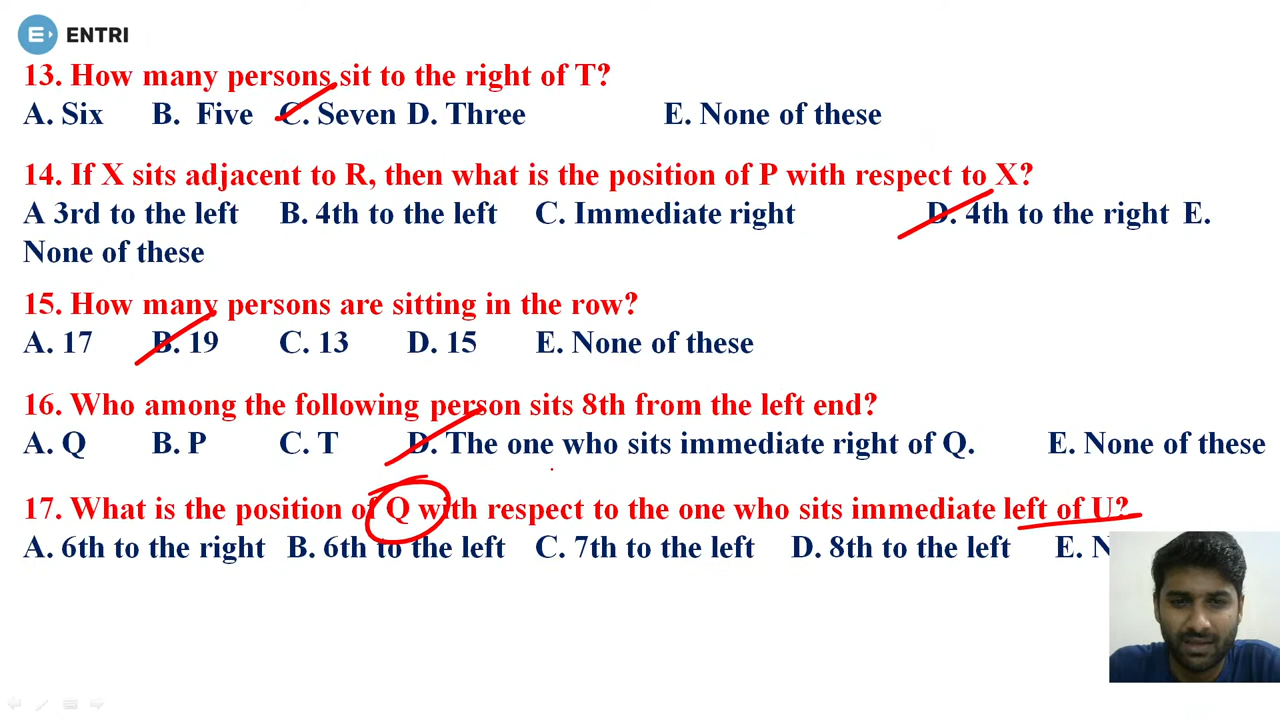 E ENTRI
13. How many persons sit to the right of T?
A. Six B. Five C. Seven D. Three E. None of these
14. If X sits adjacent to R, then what is the position of P with respect to X?
A 3rd to the left B. 4th to the left C. Immediate right D. 4th to the right E.
None of these
15. How many persons are sitting in the row?
A. 17 B. 19 C. 13 D. 15 E. None of these
16. Who among the following person sits 8th from the left end?
A. Q B. P C. T D. The one who sits immediate right of Q. E. None of these
17. What is the position of Q with respect to the one who sits immediate left of U?
A. 6th to the right B. 6th to the left C. 7th to the left D. 8th to the left E.